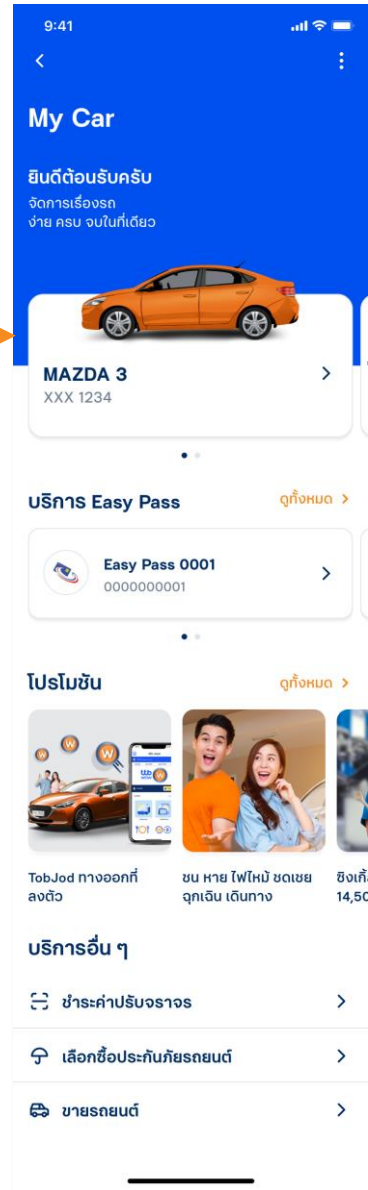 9:41
My Car
ยินดีต้อนรับครับ
จัดการเรื่องรถ
ง่าย ครบ จบในที่เดียว
MAZDA 3
XXX 1234
บริการ Easy Pass
ดูทั้งหมด
Easy Pass 0001
0000000001
โปรโมชัน
ดูทั้งหมด
TobJod ทางออกที่
ลงตัว
ชน หาย ไฟไหม้ ชดเชย
ฉุกเฉิน เดินทาง
14,50
บริการอื่น ๆ
ชำระค่าปรับจราจร
เลือกซื้อประกันภัยรถยนต์
ขายรถยนต์